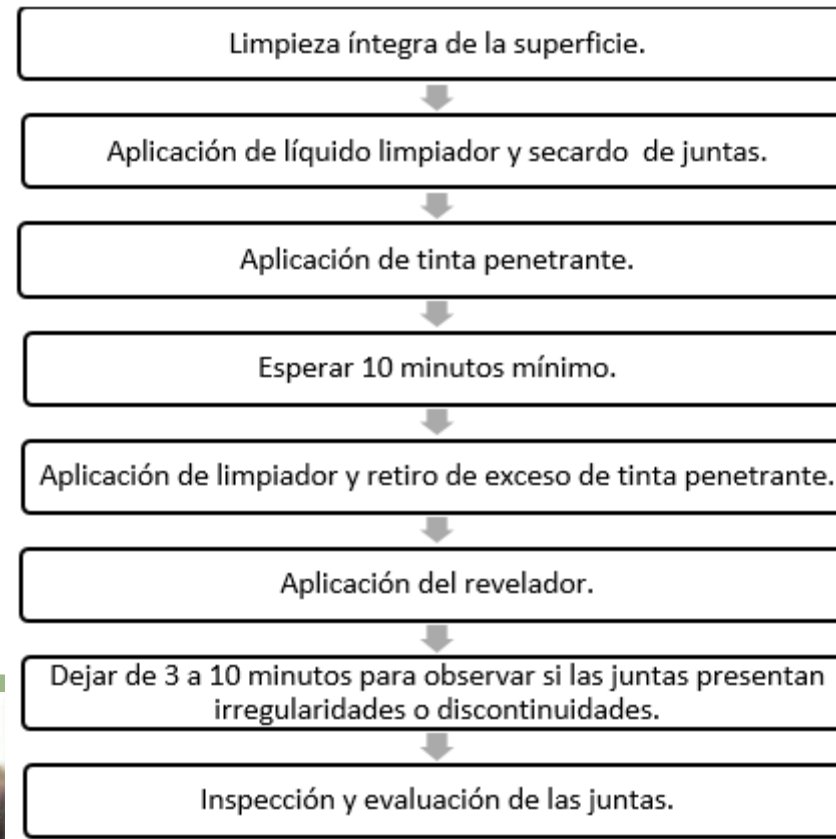 Limpieza íntegra de la superficie.
Aplicación de líquido limpiador y secardo de juntas.
Aplicación de tinta penetrante.
Esperar 10 minutos mínimo.
Aplicación de limpiador y retiro de exceso de tinta penetrante.
Aplicación del revelador.
Dejar de 3 a 10 minutos para observar si las juntas presentan
irregularidades o discontinuidades.
Inspección y evaluación de las juntas.